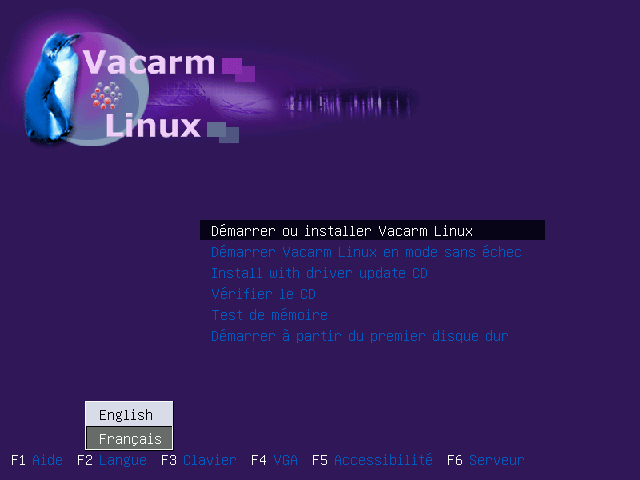 Vacarm
Linux
Démarrer ou installer Vacarm Linux
Démarrer Vacarm Linux en mode sans échec
Install with driver update CD
Vérifier le CD
Test de mémoire
Démarrer à partir du premier disque dur
English
Français
F1 Aide F2 Langue F3 Clavier F4 VGA F5 Accessibilité F6 Serveur